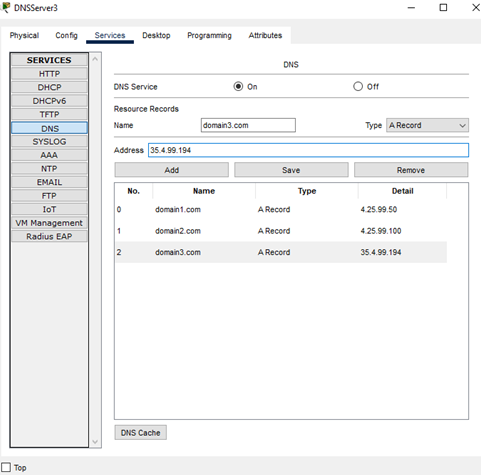 DNSServer3
Physical Config Services Desktop Programming Attributes
SERVICES
HTTP
DHCP
DHCPv6
TFTP
DNS
SYSLOG
AAA
NTP
EMAIL
FTP
IoT
VM Management
Radius EAP
DNS
DNS Service On Off
Resource Records
Name domain3.com Type A Record
Address 35.4.99.194
Add Save Remove
No. Name Type Detail
0 domain1.com A Record 4.25.99.50
1 domain2.com A Record 4.25.99.100
2 domain3.com A Record 35.4.99.194
DNS Cache
Top